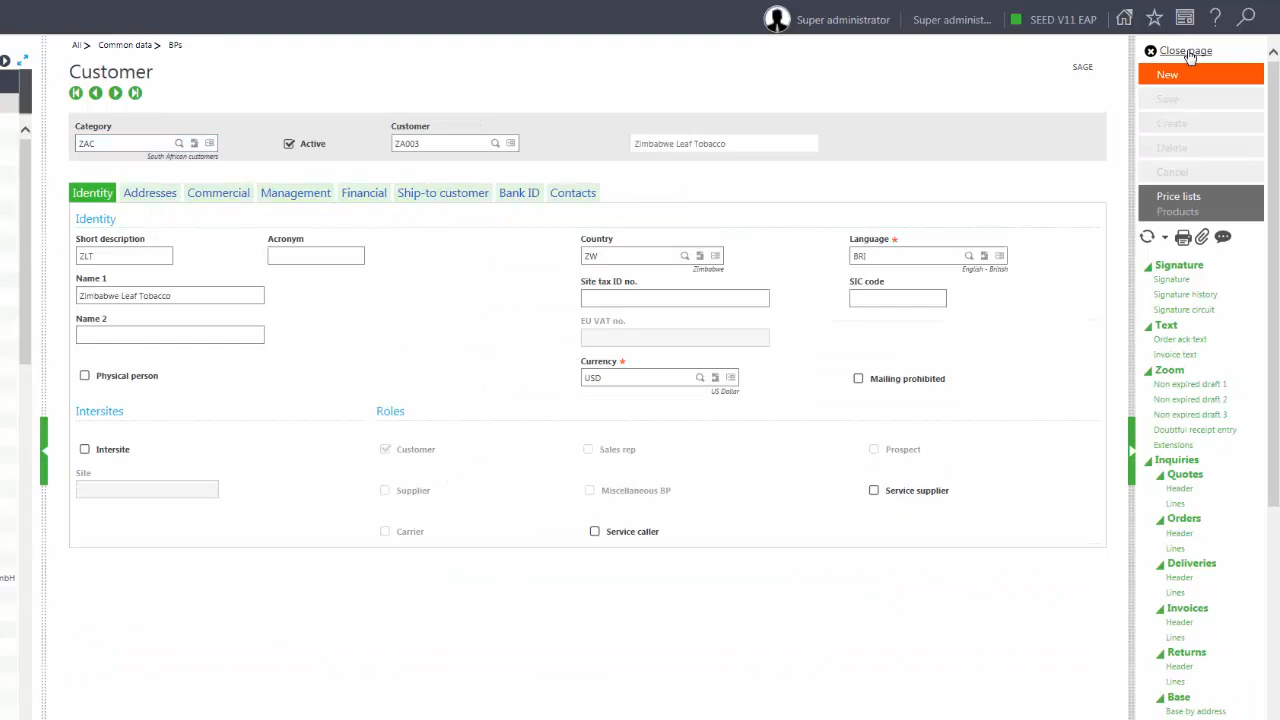 Super administrator
Super administ...
SEED V11 EAP
All > Common data > BPs
Close page
Customer
SAGE
New
Save
Create
Delete
Cancel
Price lists
Products
Category
ZAC
South African customers
Active
Customer
ZA003
Zimbabwe Leaf Tobacco
Identity
Addresses
Commercial
Management
Financial
Ship-to customer
Bank ID
Contacts
Identity
Short description
Acronym
Country
Language *
ZLT
ZW
BRI
Zimbabwe
English - British
Name 1
Site tax ID no.
SIC code
Zimbabwe Leaf Tobacco
Name 2
EU VAT no.
Currency *
USD
US Dollar
Physical person
Mailing prohibited
Intersites
Roles
Intersite
Customer
Sales rep
Prospect
Site
Supplier
Miscellaneous BP
Service supplier
Carrier
Service caller
mbH
Signature
Signature
Signature history
Signature circuit
Text
Order ack text
Invoice text
Zoom
Non expired draft 1
Non expired draft 2
Non expired draft 3
Doubtful receipt entry
Extensions
Inquiries
Quotes
Header
Lines
Orders
Header
Lines
Deliveries
Header
Lines
Invoices
Header
Lines
Returns
Header
Lines
Base
Base by address